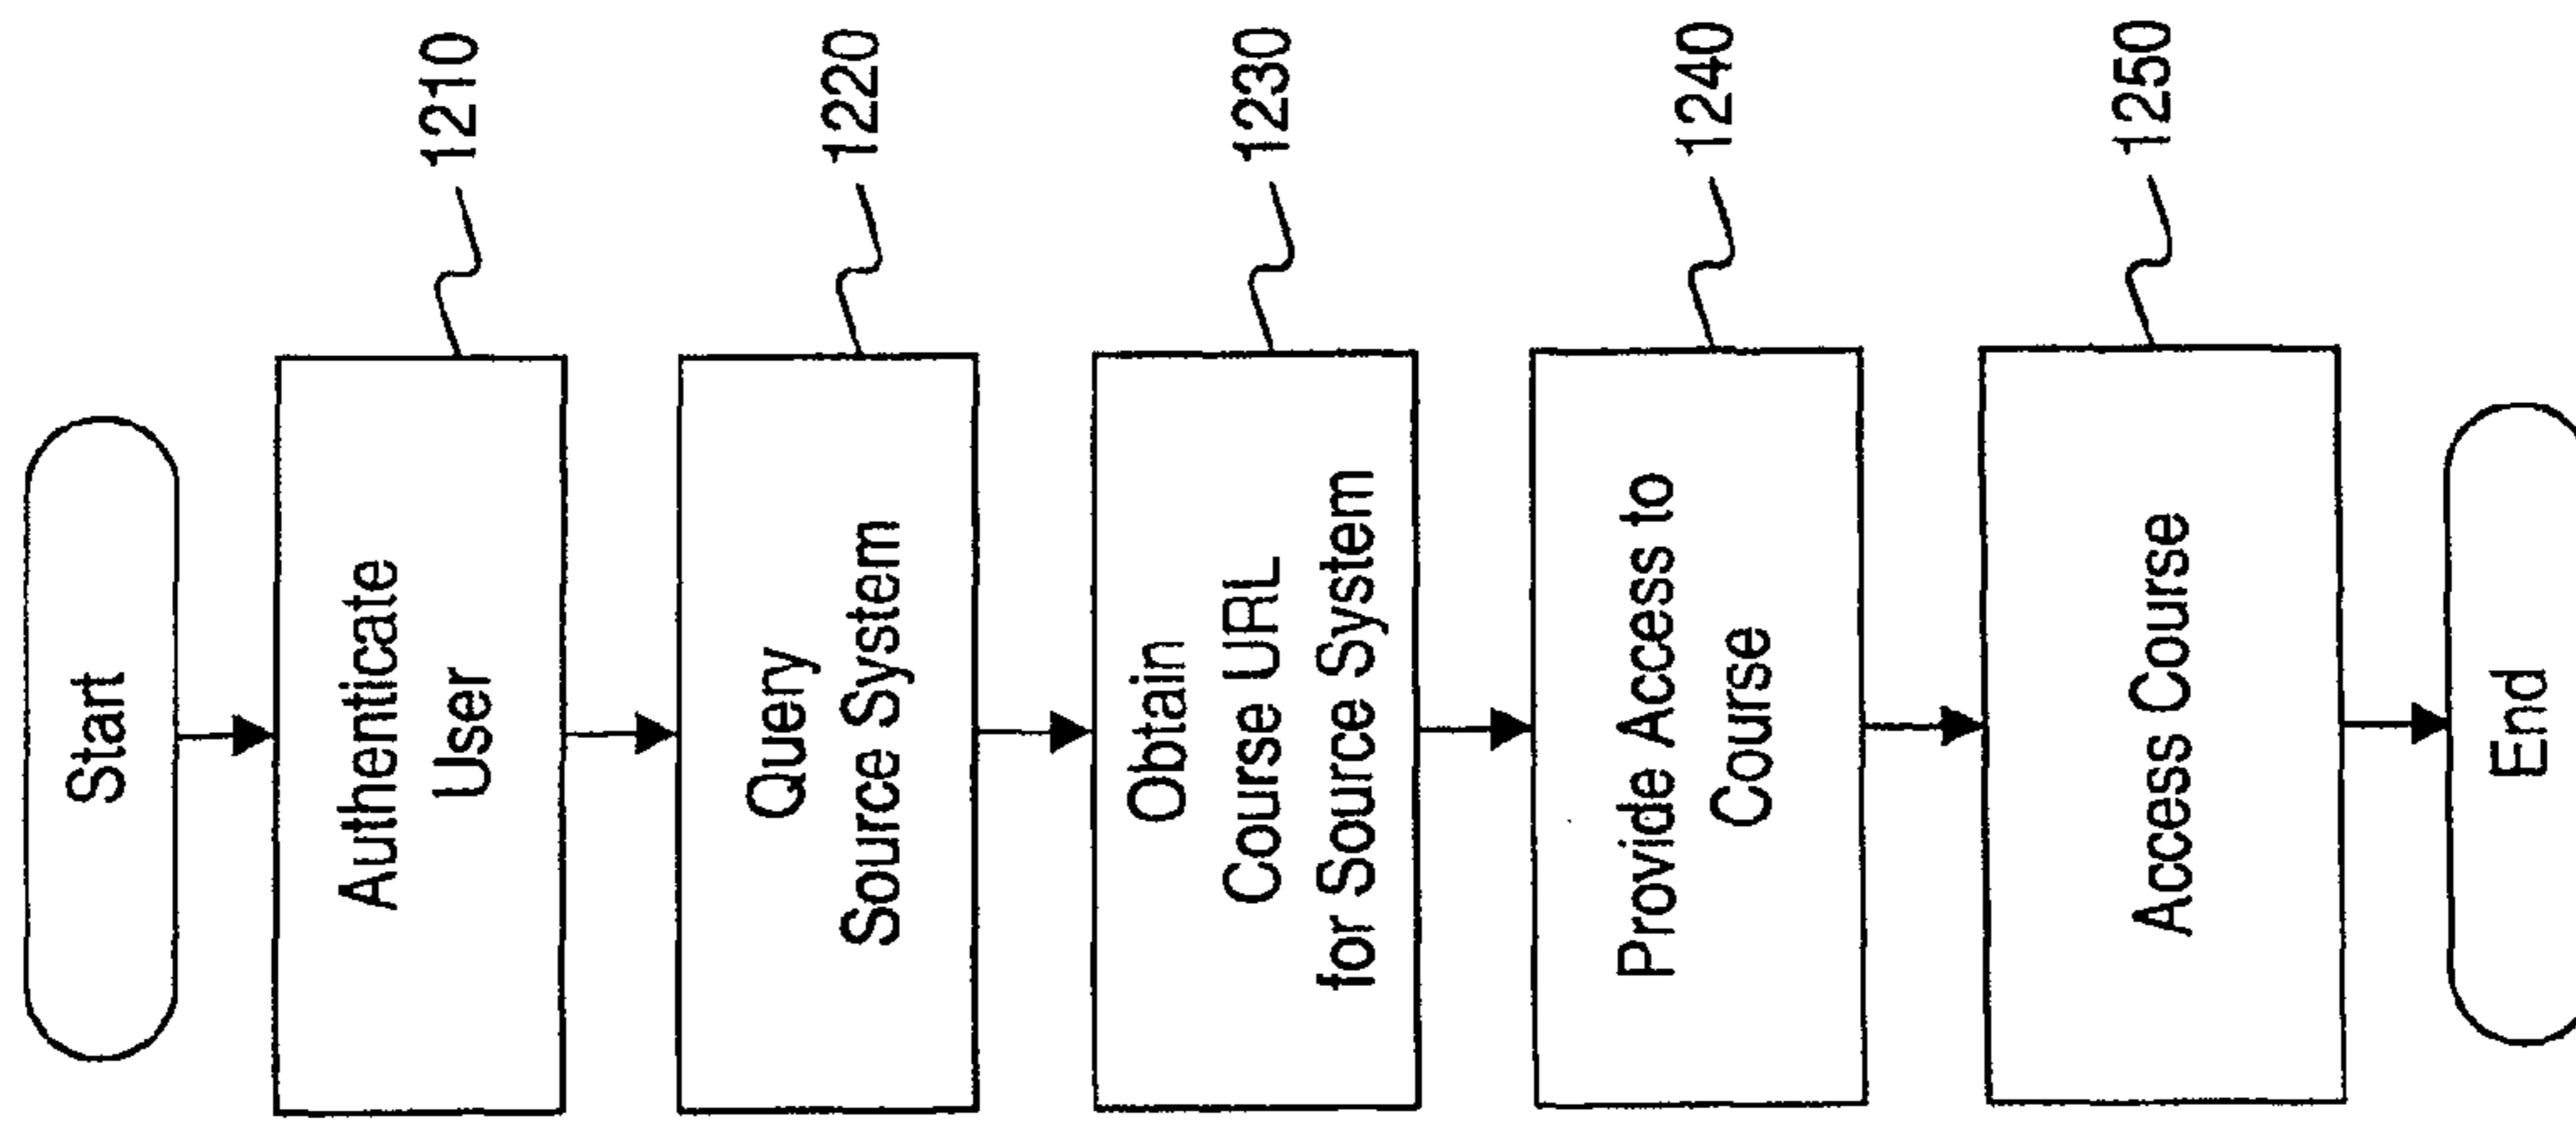 Start
Authenticate
User
1210
Query
Source System
1220
Obtain
Course URL
for Source System
1230
Provide Access to
Course
1240
Access Course
1250
End